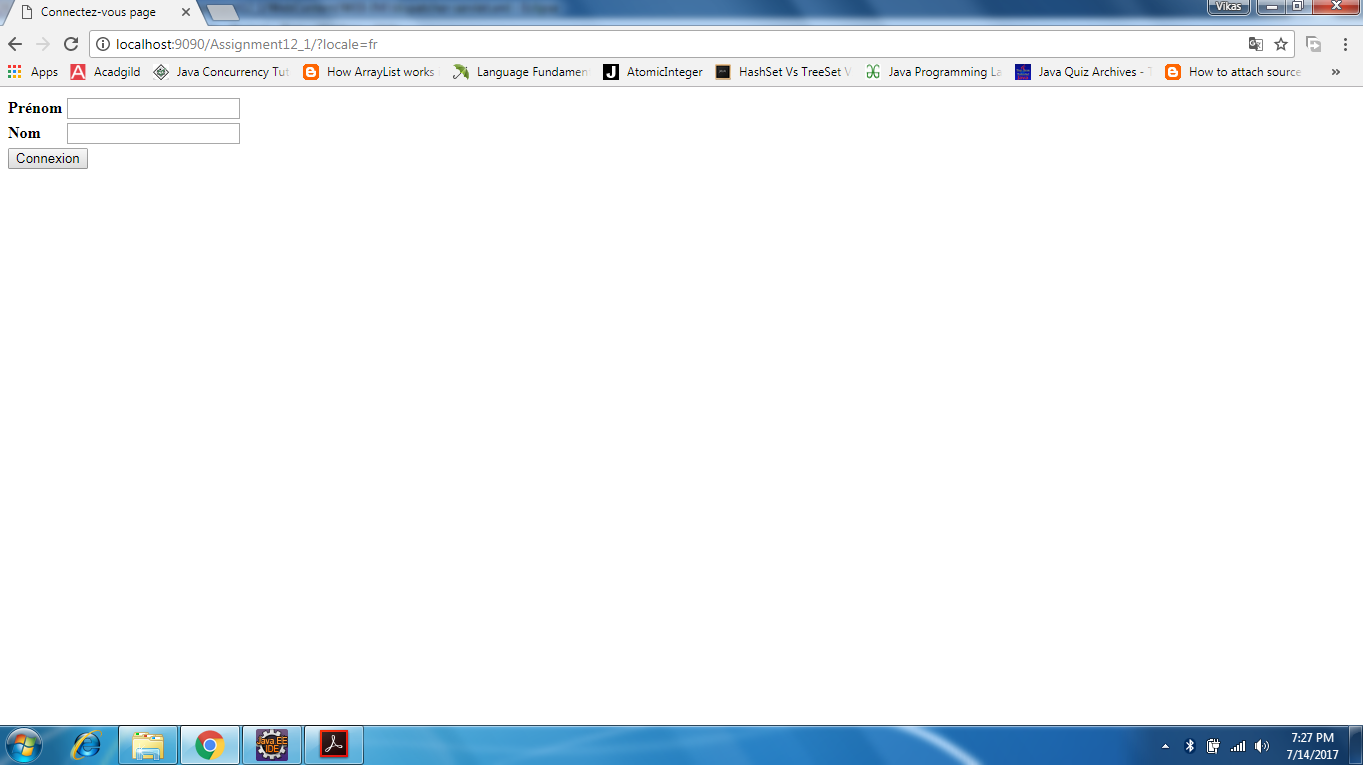 Connectez-vous page
Vikas
localhost:9090/Assignment12_1/?locale=fr
Apps Acadgild Java Concurrency Tut How ArrayList works Language Fundamen AtomicInteger HashSet Vs TreeSet V Java Programming La Java Quiz Archives - T How to attach source »
Prénom
Nom
Connexion
Java EE
IDE
7:27 PM
7/14/2017